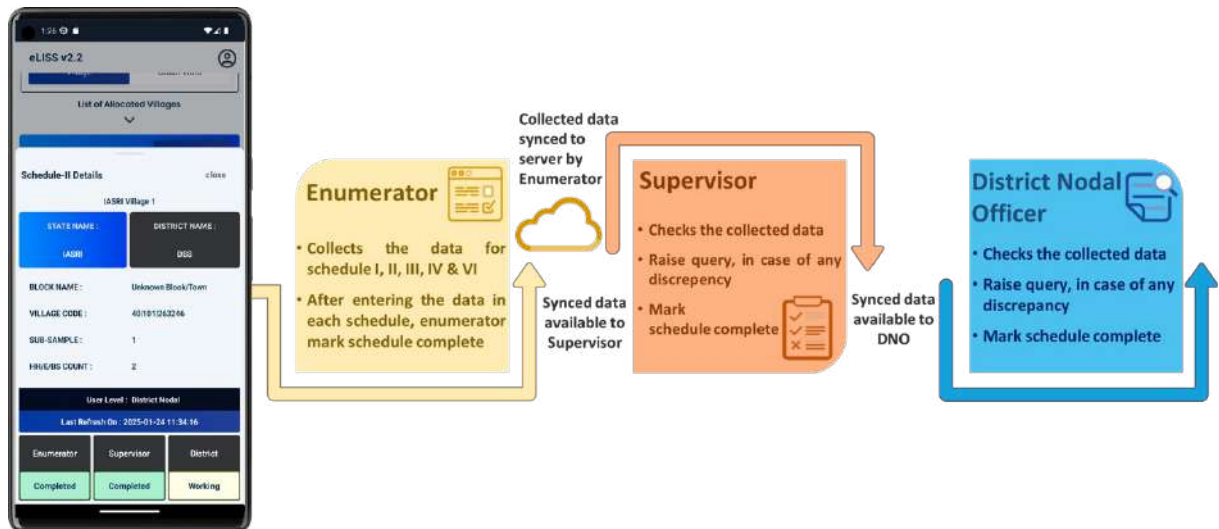 1:26
eLISS v2.2
List of Allocated Villages
Schedule-II Details
close
IASRI Village 1
STATE NAME :
IASRI
DISTRICT NAME :
DSS
BLOCK NAME :
Unknown Block/Town
VILLAGE CODE :
40/101/263246
SUB-SAMPLE :
1
HH/E/BS COUNT :
2
User Level : District Nodal
Last Refresh On : 2025-01-24 11:34:16
Enumerator
Supervisor
District
Completed
Completed
Working
Enumerator
• Collects the data for
schedule I, II, III, IV & VI
• After entering the data in
each schedule, enumerator
mark schedule complete
Collected data
synced to
server by
Enumerator
Synced data
available to
Supervisor
Supervisor
• Checks the collected data
• Raise query, in case of any
discrepency
• Mark
schedule complete
Synced data
available to
DNO
District Nodal
Officer
• Checks the collected data
• Raise query, in case of any
discrepancy
• Mark schedule complete